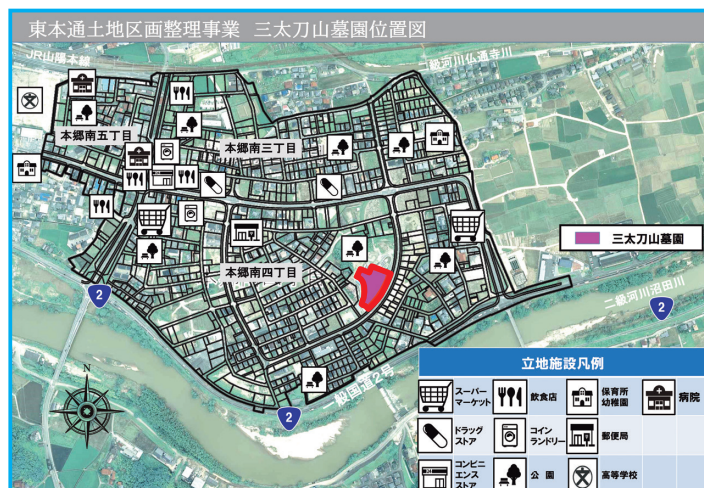 東本通土地区画整理事業 三太刀山墓園位置図
JR山陽本線
二級河川仏通寺川
本郷南五丁目
本郷南三丁目
本郷南四丁目
三太刀山墓園
二級河川沼田川
2
2
2
一般国道2号
N
立地施設凡例
スーパーマーケット
飲食店
保育所
幼稚園
病院
ドラッグ
ストア
コイン
ランドリー
郵便局
コンビニ
エンス
ストア
公園
高等学校